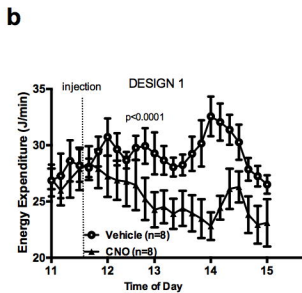 b
injection
DESIGN 1
p<0.0001
Energy Expenditure (J/min)
35
30
25
20
Vehicle (n=8)
CNO (n=8)
11 11 12 13 14 15
Time of Day